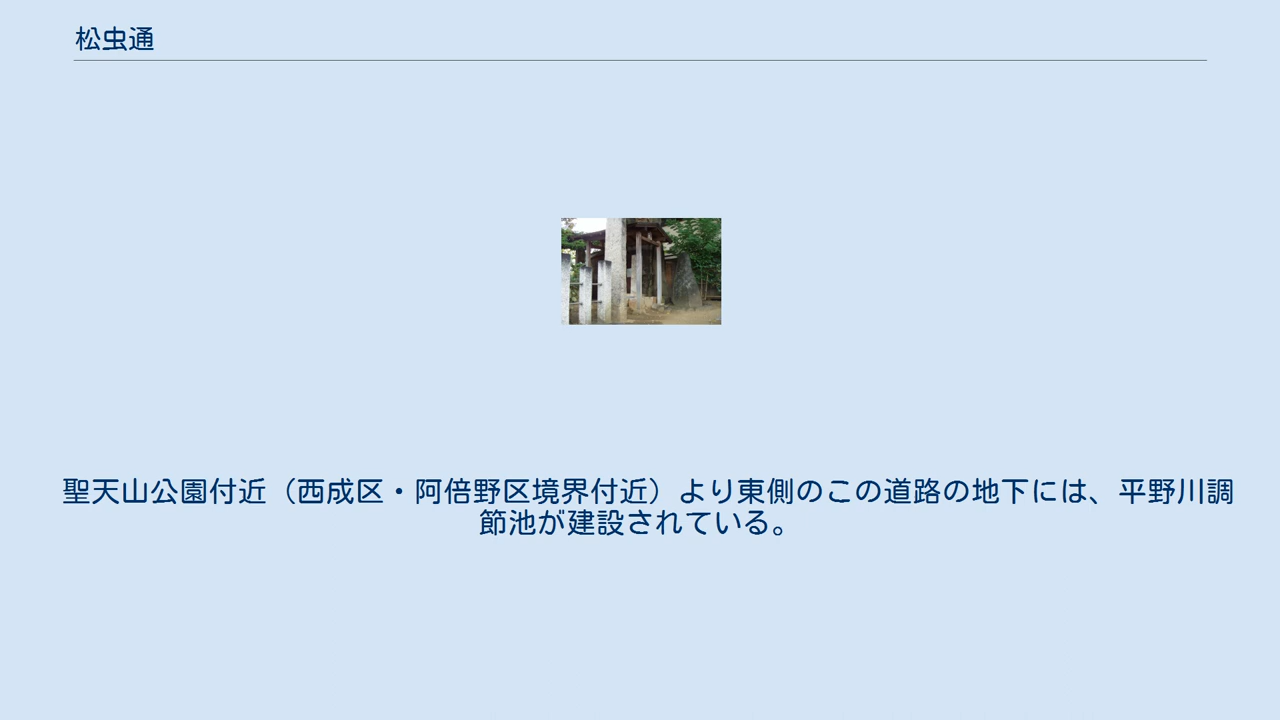 松虫通
聖天山公園付近（西成区・阿倍野区境界付近）より東側のこの道路の地下には、平野川調
節池が建設されている。